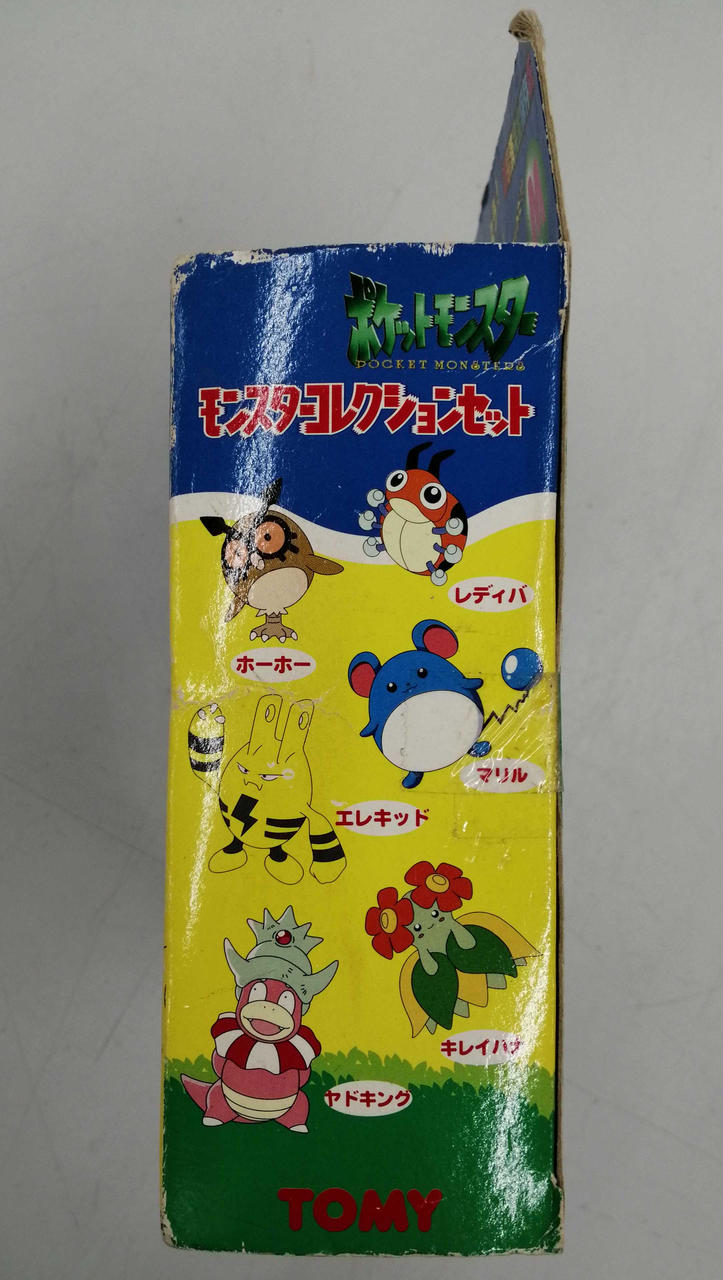 ポケットモンスター
POCKET MONSTERS
モンスターコレクションセット
レディバ
ホーホー
マリル
エレキッド
キレイハナ
ヤドキング
TOMY